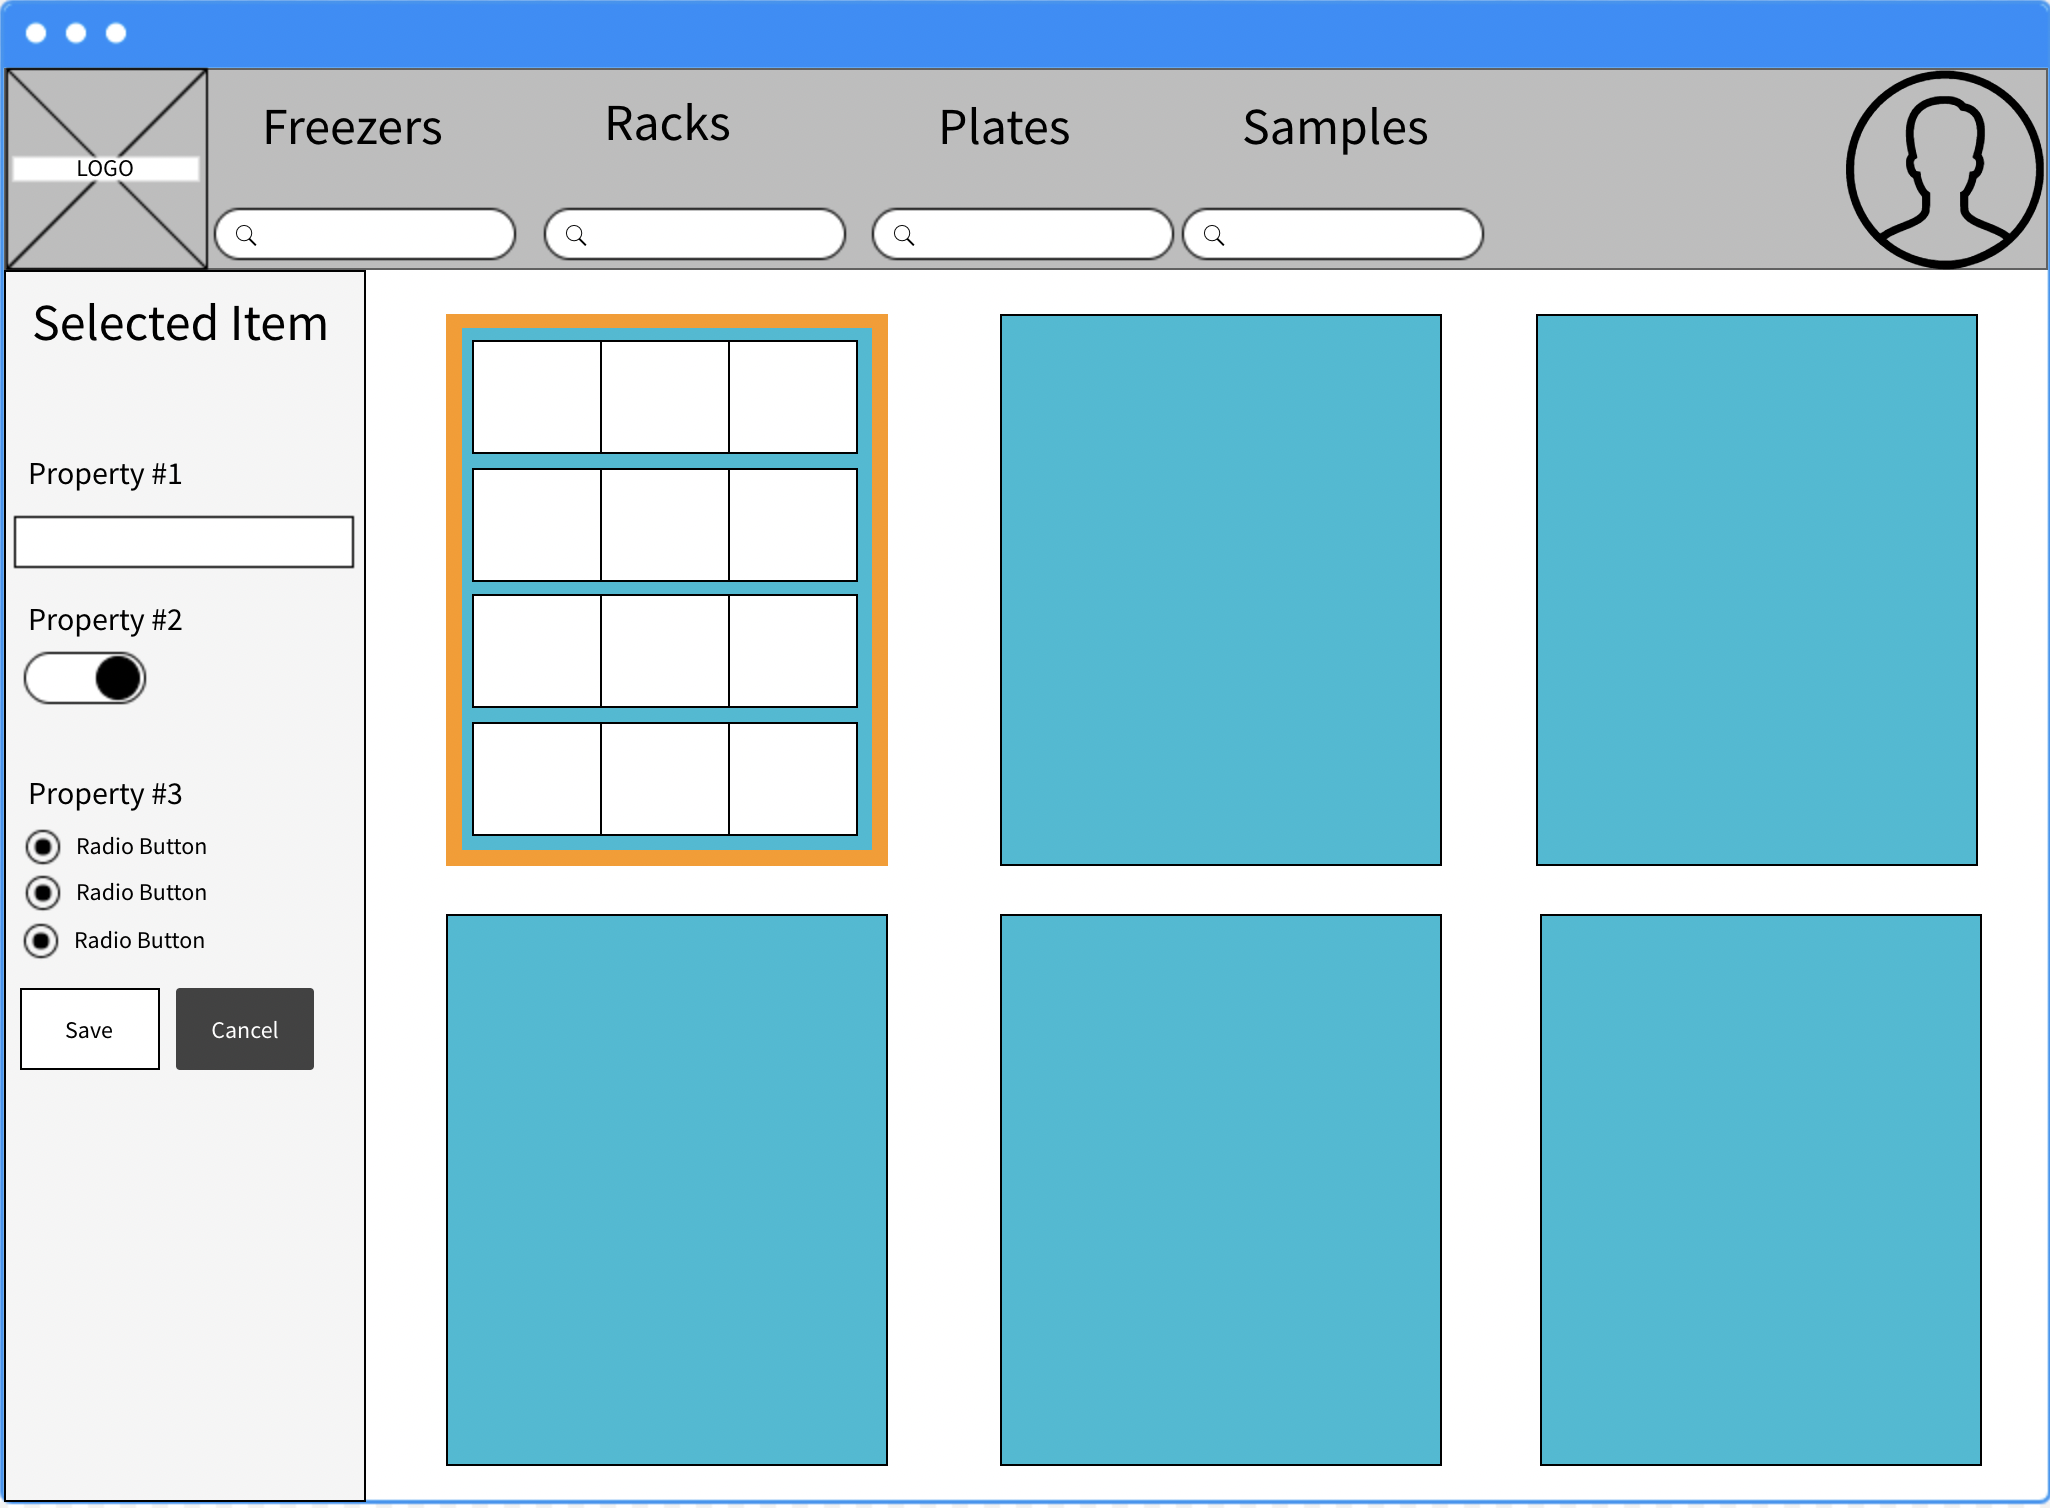 LOGO
Freezers
Racks
Plates
Samples
Selected Item
Property #1
Property #2
Property #3
Radio Button
Radio Button
Radio Button
Save
Cancel